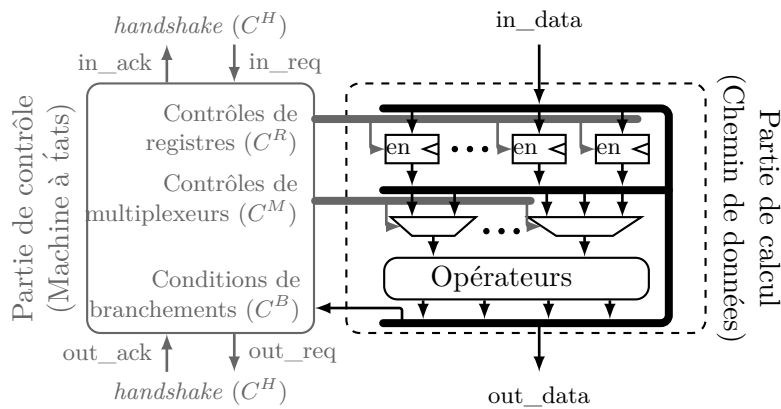 handshake (C^H)
in_data
in_ack
in_req
Partie de contrôle
(Machine à tats)
Contrôles de
registres (C^R)
Contrôles de
multiplexeurs (C^M)
Conditions de
branchements (C^B)
en
en
en
Opérateurs
Partie de calcul
(Chemin de données)
out_ack
out_req
handshake (C^H)
out_data